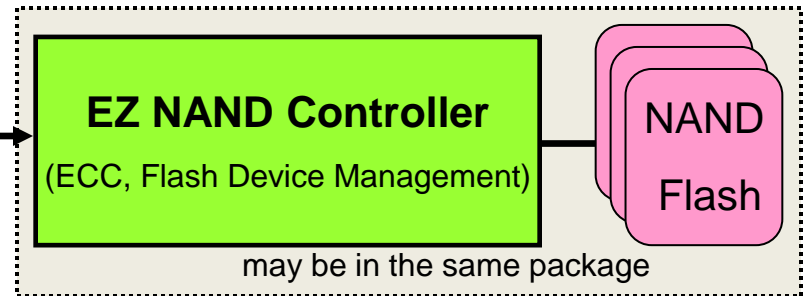 EZ NAND Controller
(ECC, Flash Device Management)
NAND
Flash
may be in the same package